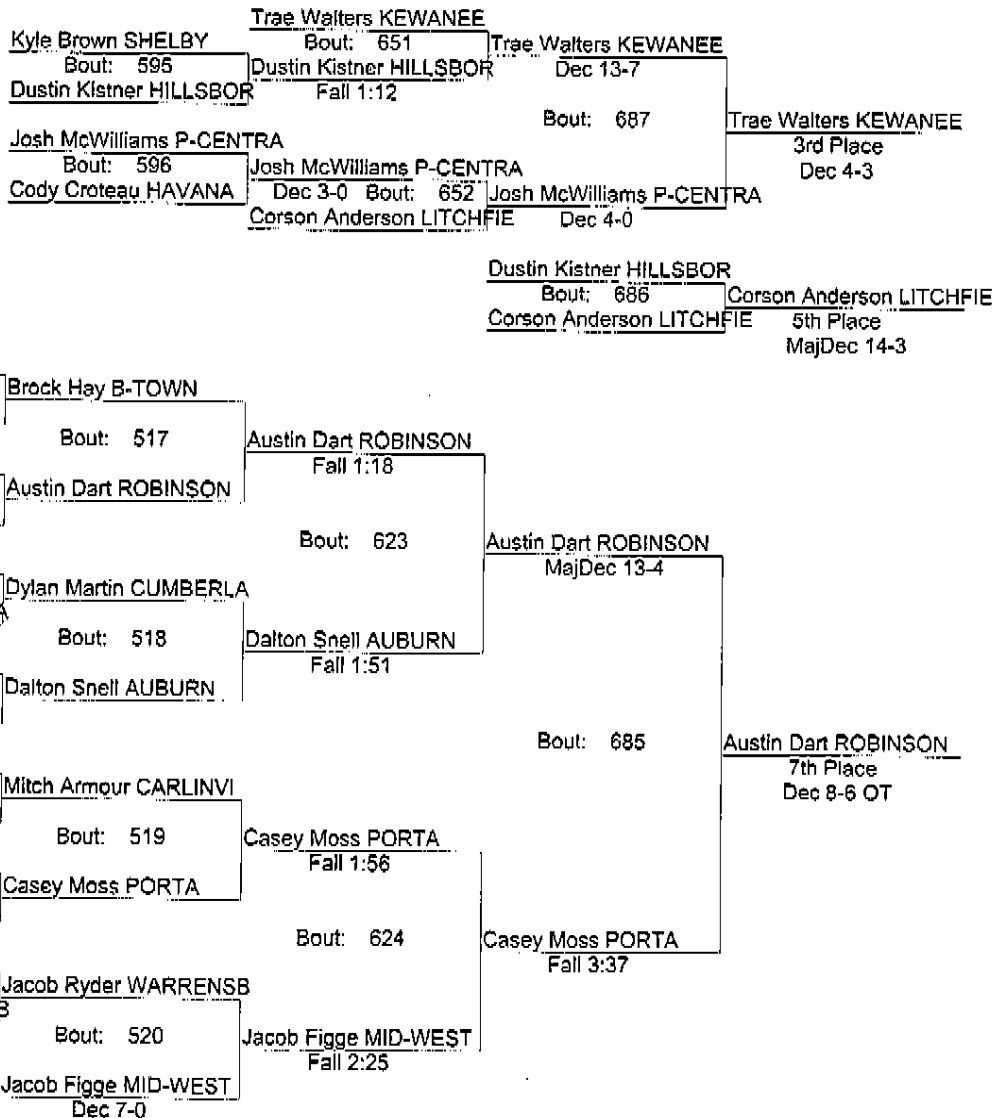 Trae Walters KEWANEE
Kyle Brown SHELBY
Bout: 651
Trae Walters KEWANEE
Bout: 595
Dustin Kistner HILLSBOR
Dec 13-7
Dustin Kistner HILLSBOR
Fall 1:12
Bout: 687
Trae Walters KEWANEE
Josh McWilliams P-CENTRA
3rd Place
Bout: 596
Josh McWilliams P-CENTRA
Dec 4-3
Cody Croteau HAVANA
Dec 3-0 Bout: 652
Josh McWilliams P-CENTRA
Corson Anderson LITCHFIE
Dec 4-0
Dustin Kistner HILLSBOR
Bout: 686
Corson Anderson LITCHFIE
Corson Anderson LITCHFIE
5th Place
MajDec 14-3
Brock Hay B-TOWN
Bout: 517
Austin Dart ROBINSON
Fall 1:18
Austin Dart ROBINSON
Bout: 623
Austin Dart ROBINSON
MajDec 13-4
Dylan Martin CUMBERLA
Bout: 518
Dalton Snell AUBURN
Fall 1:51
Dalton Snell AUBURN
Bout: 685
Austin Dart ROBINSON
7th Place
Dec 8-6 OT
Mitch Armour CARLINVI
Bout: 519
Casey Moss PORTA
Fall 1:56
Casey Moss PORTA
Bout: 624
Casey Moss PORTA
Fall 3:37
Jacob Ryder WARRENSB
Bout: 520
Jacob Figge MID-WEST
Fall 2:25
Jacob Figge MID-WEST
Dec 7-0